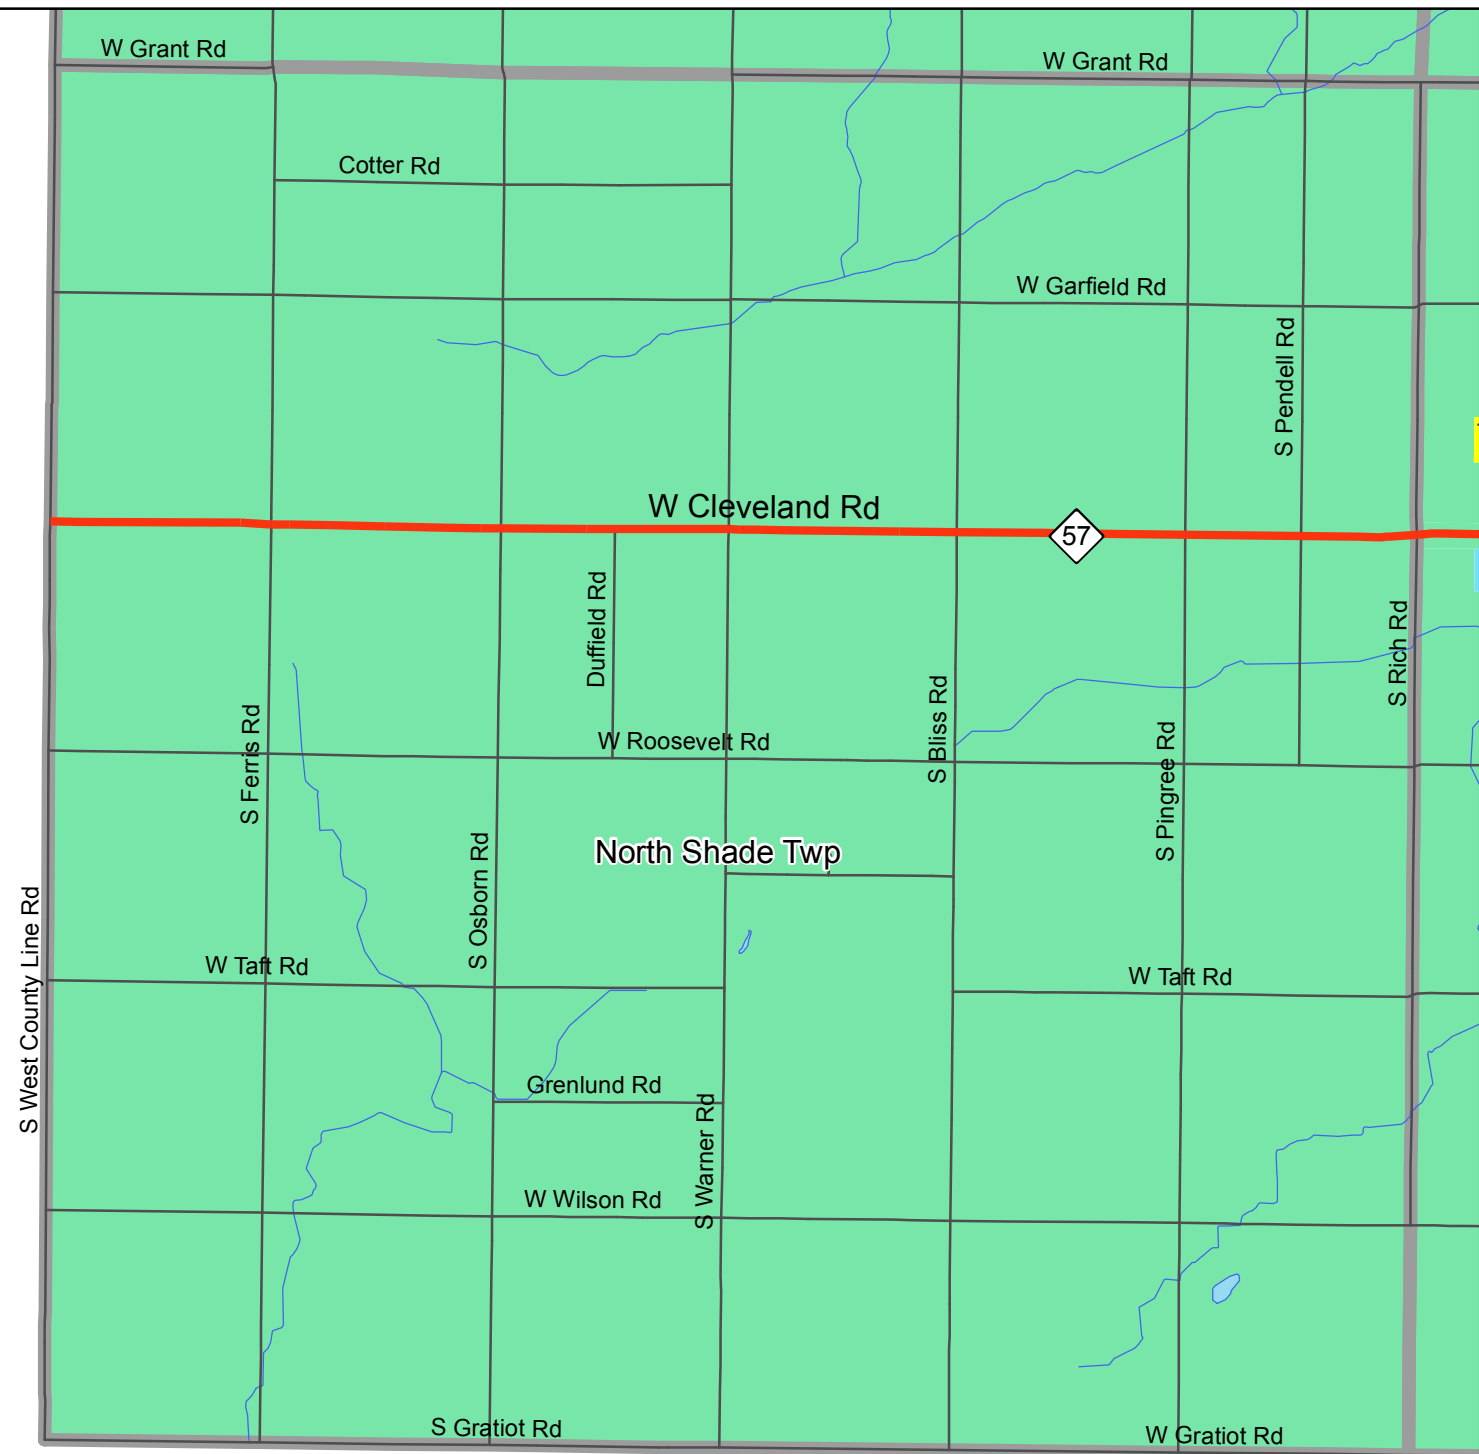 W Grant Rd
W Grant Rd
Cotter Rd
W Garfield Rd
S Pendell Rd
W Cleveland Rd
57
Duffield Rd
S Rich Rd
S Bliss Rd
S Ferris Rd
W Roosevelt Rd
S Pingree Rd
S Osborn Rd
North Shade Twp
S West County Line Rd
W Taft Rd
W Taft Rd
Grenlund Rd
S Warner Rd
W Wilson Rd
S Gratiot Rd
W Gratiot Rd